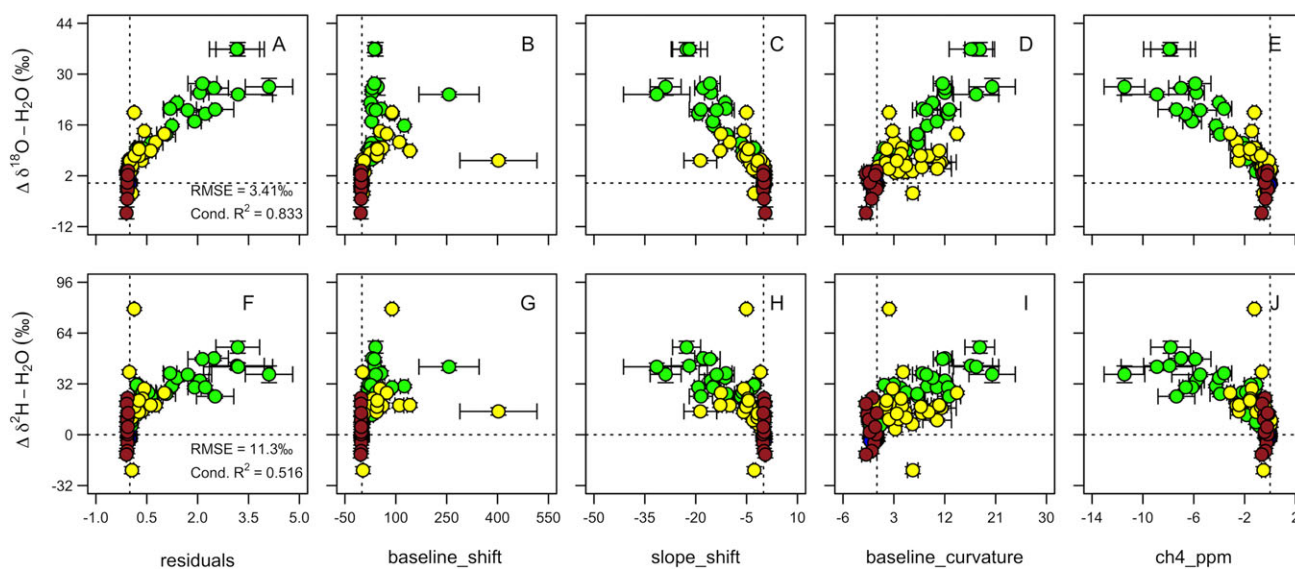 A
B
C
D
E
Δ δ18O − H2O (‰)
44
30
16
2
-12
RMSE = 3.41‰
Cond. R2 = 0.833
F
G
H
I
J
Δ δ2H − H2O (‰)
96
64
32
0
-32
RMSE = 11.3‰
Cond. R2 = 0.516
-1.0 0.5 2.0 3.5 5.0
-50 100 250 400 550
-50 -35 -20 -5 10
-6 3 12 21 30
-14 -10 -6 -2 2
residuals
baseline_shift
slope_shift
baseline_curvature
ch4_ppm